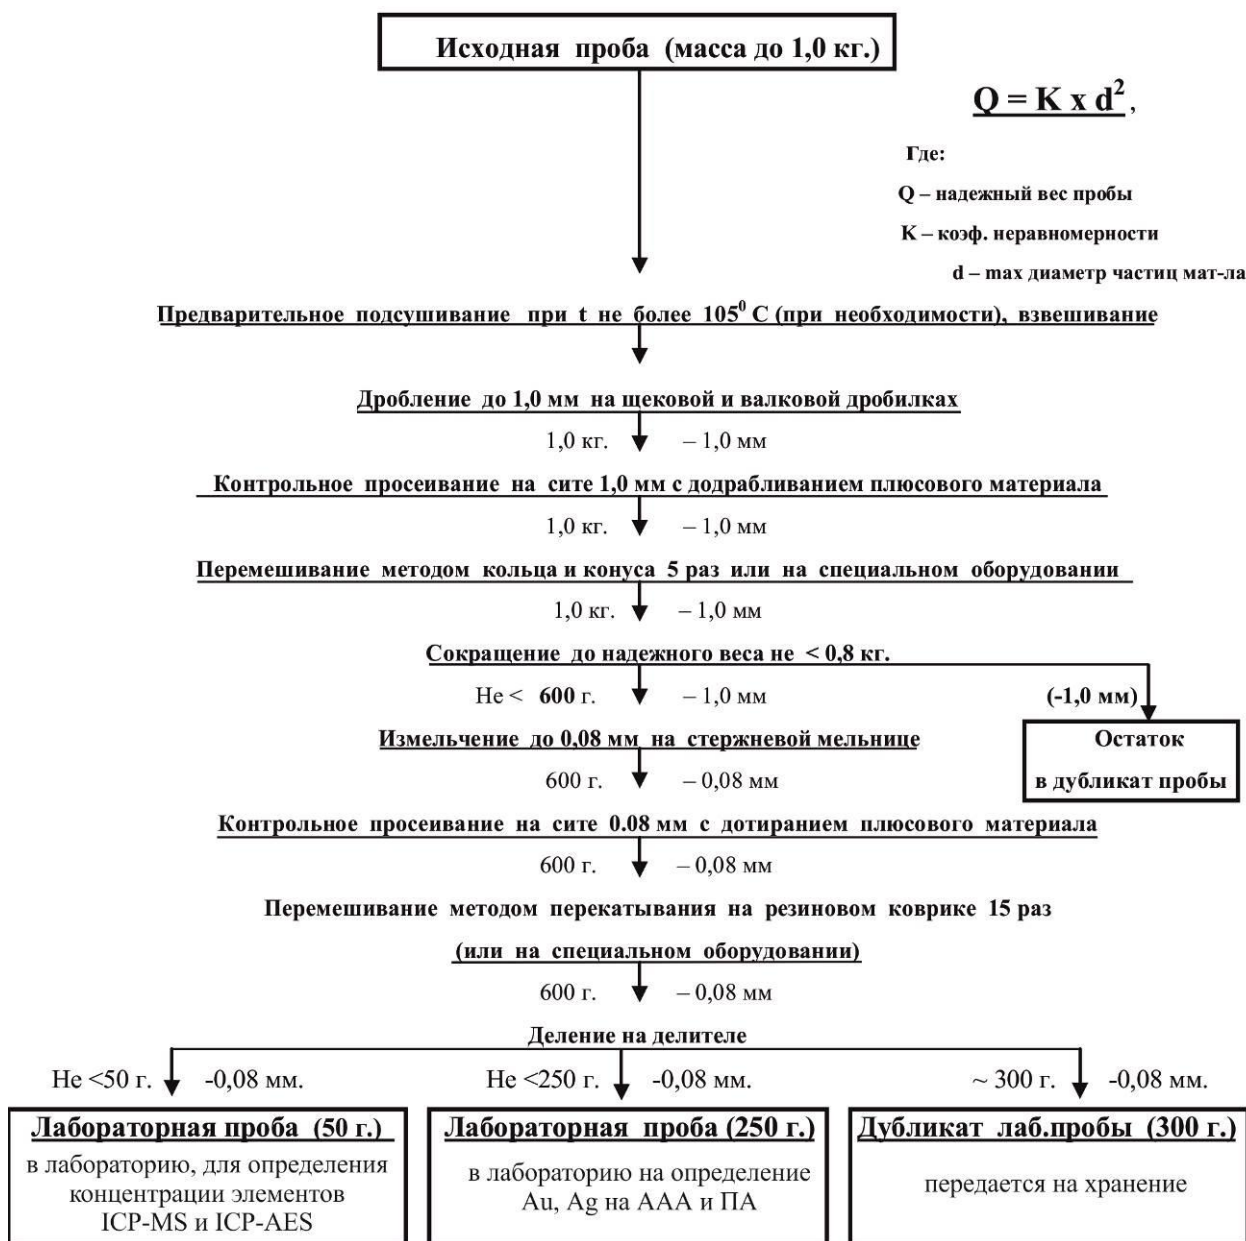 Исходная проба (масса до 1,0 кг.)
Q = K x d²,
Где:
Q – надежный вес пробы
K – коэф. неравномерности
d – max диаметр частиц мат-ла
Предварительное подсушивание при t не более 105⁰ C (при необходимости), взвешивание
Дробление до 1,0 мм на щековой и валковой дробилках
1,0 кг. – 1,0 мм
Контрольное просеивание на сите 1,0 мм с додрабливанием плюсового материала
1,0 кг. – 1,0 мм
Перемешивание методом кольца и конуса 5 раз или на специальном оборудовании
1,0 кг. – 1,0 мм
Сокращение до надежного веса не < 0,8 кг.
Не < 600 г. – 1,0 мм (-1,0 мм)
Измельчение до 0,08 мм на стержневой мельнице
Остаток
в дубликат пробы
600 г. – 0,08 мм
Контрольное просеивание на сите 0.08 мм с дотиранием плюсового материала
600 г. – 0,08 мм
Перемешивание методом перекатывания на резиновом коврике 15 раз
(или на специальном оборудовании)
600 г. – 0,08 мм
Деление на делителе
Не <50 г. -0,08 мм. Не <250 г. -0,08 мм. ~ 300 г. -0,08 мм.
Лабораторная проба (50 г.)
в лабораторию, для определения
концентрации элементов
ICP-MS и ICP-AES
Лабораторная проба (250 г.)
в лабораторию на определение
Au, Ag на ААА и ПА
Дубликат лаб.пробы (300 г.)
передается на хранение